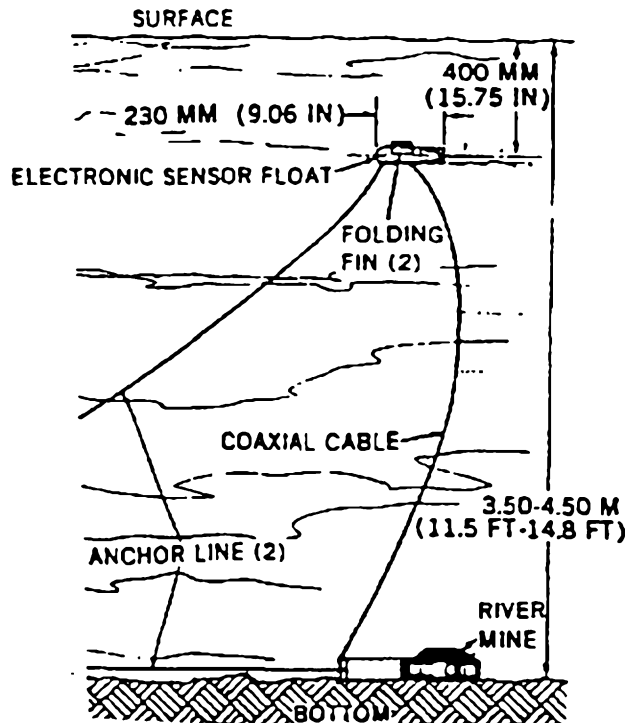 SURFACE
400 MM
(15.75 IN)
230 MM (9.06 IN)
ELECTRONIC SENSOR FLOAT
FOLDING
FIN (2)
COAXIAL CABLE
3.50-4.50 M
(11.5 FT-14.8 FT)
ANCHOR LINE (2)
RIVER
MINE
BOTTOM